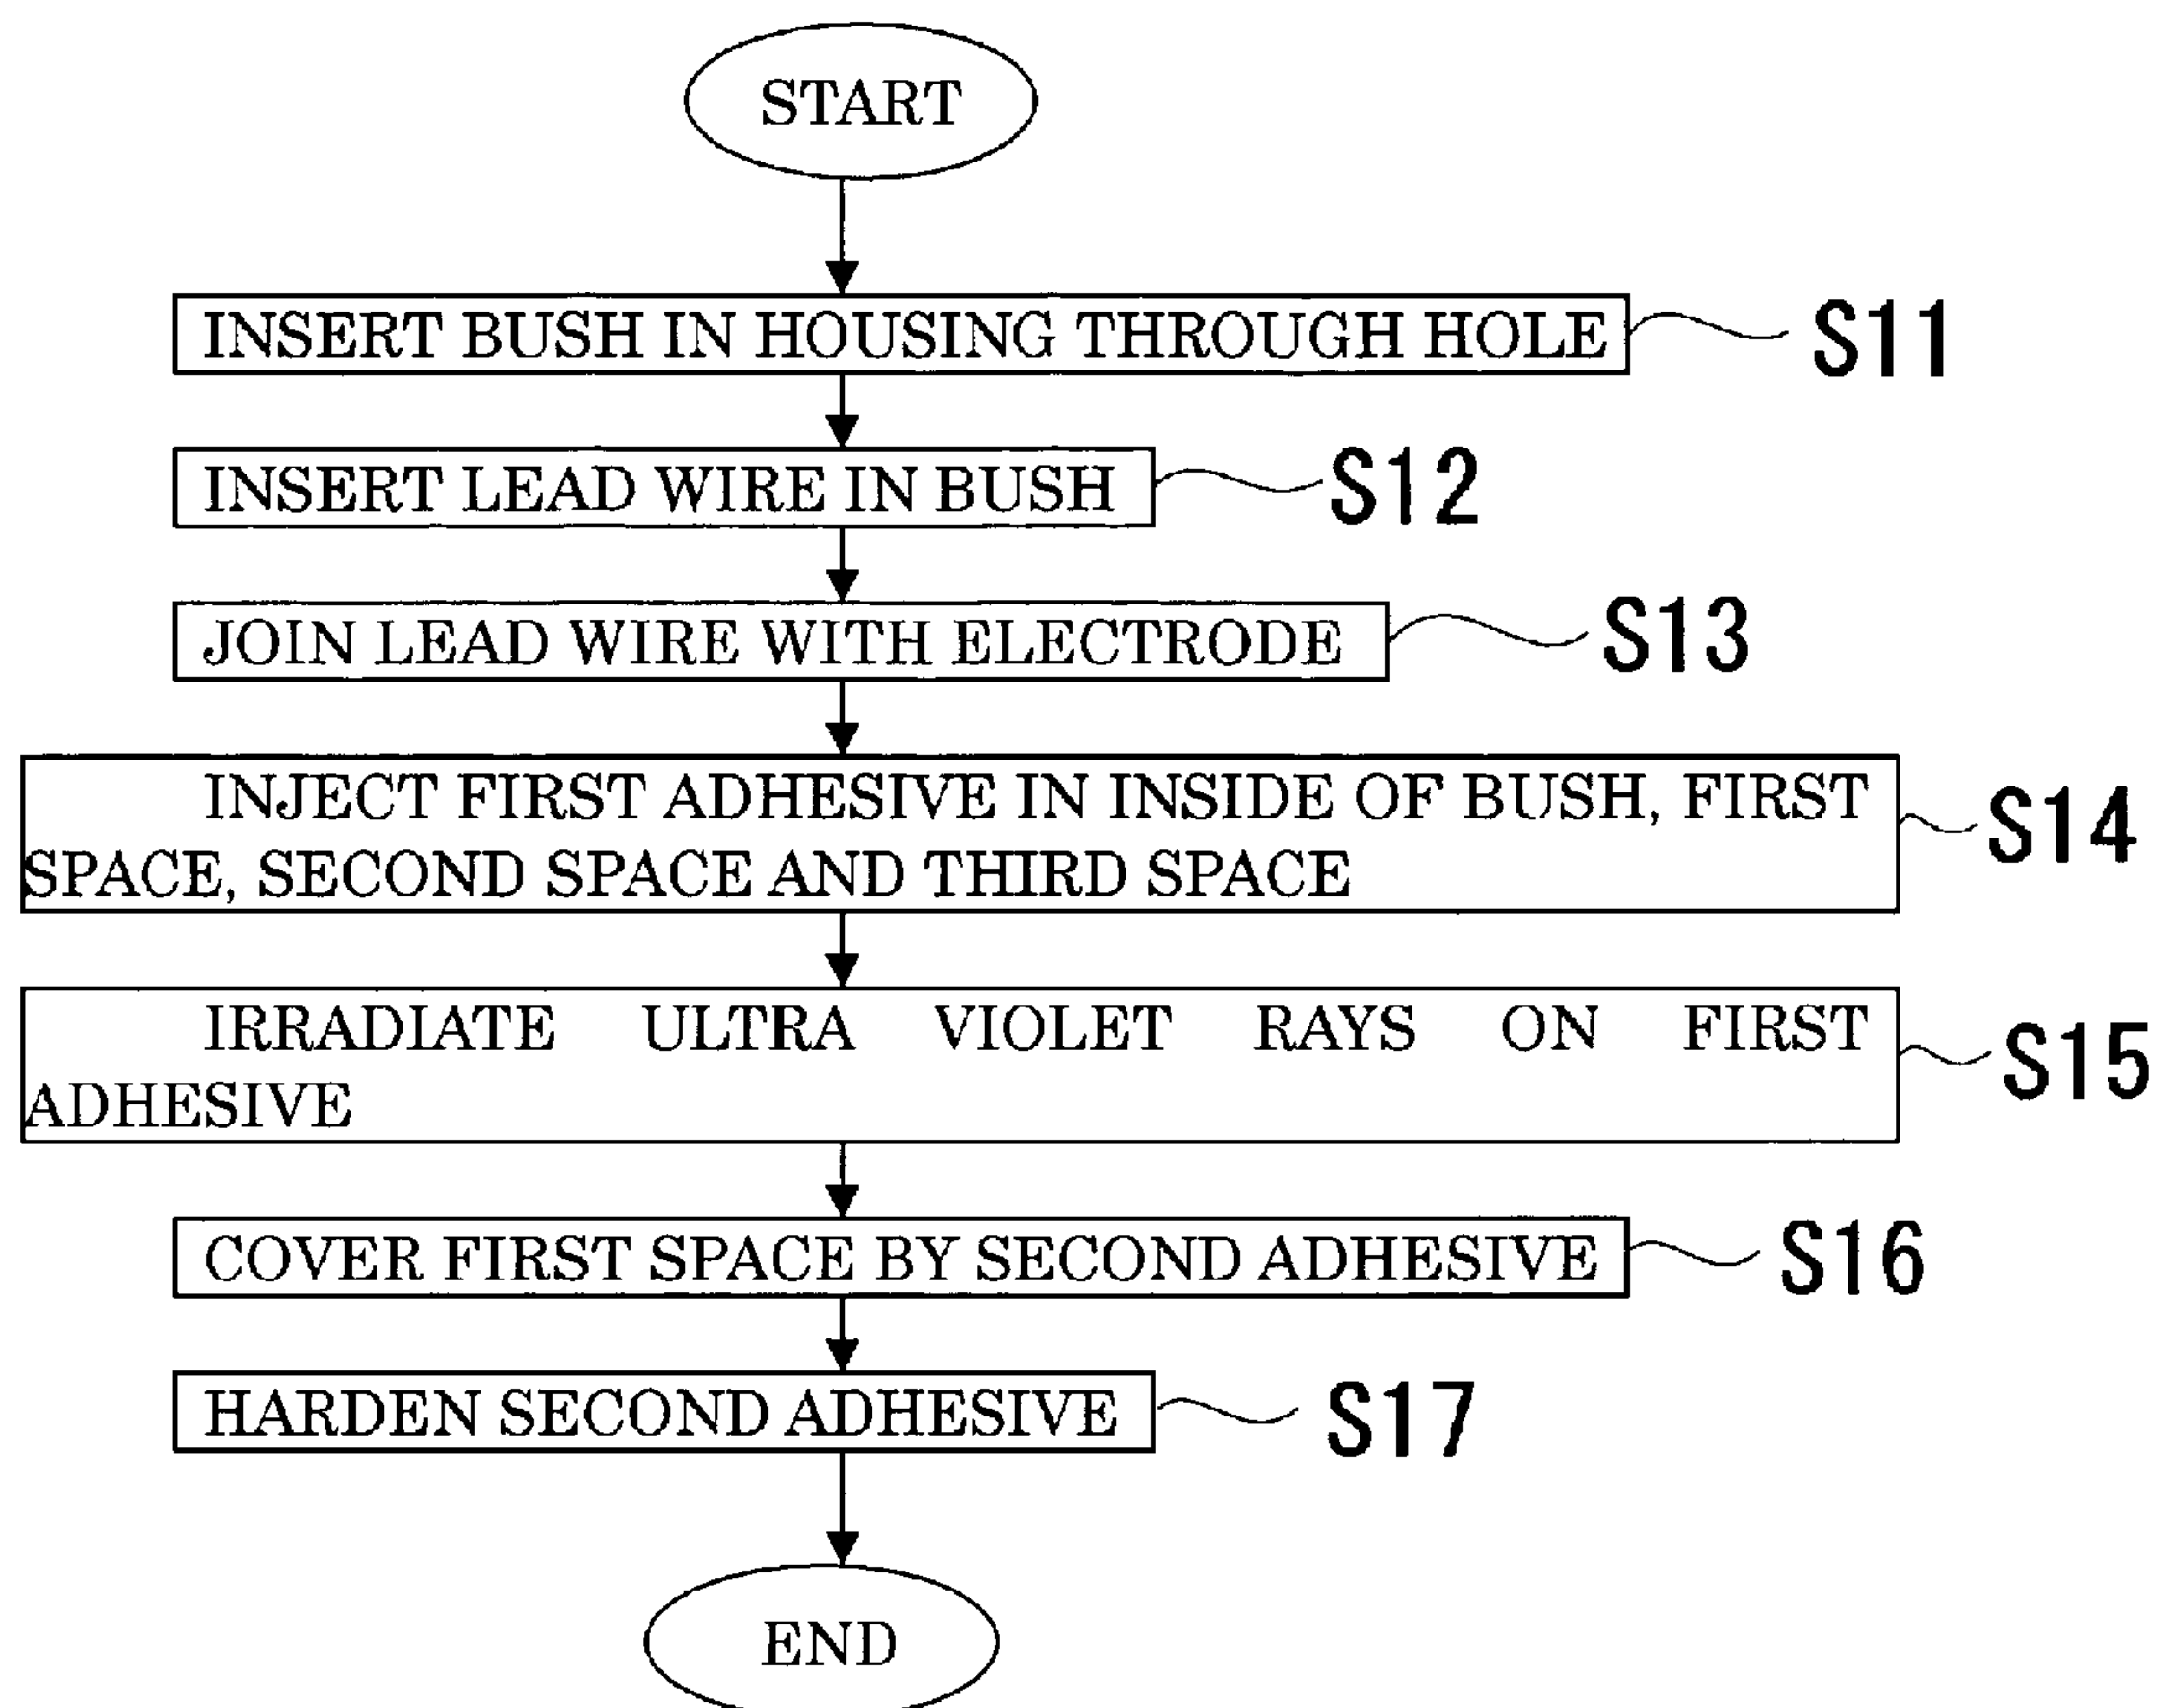 START
INSERT BUSH IN HOUSING THROUGH HOLE S11
INSERT LEAD WIRE IN BUSH S12
JOIN LEAD WIRE WITH ELECTRODE S13
INJECT FIRST ADHESIVE IN INSIDE OF BUSH, FIRST
SPACE, SECOND SPACE AND THIRD SPACE
S14
IRRADIATE ULTRA VIOLET RAYS ON FIRST
ADHESIVE
S15
COVER FIRST SPACE BY SECOND ADHESIVE S16
HARDEN SECOND ADHESIVE S17
END